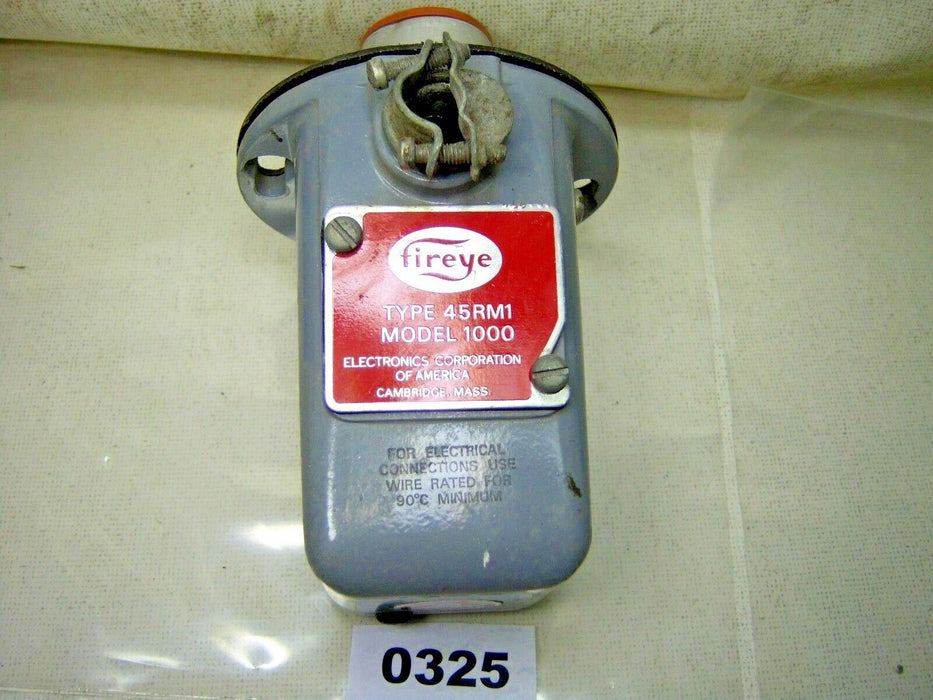 fireye
TYPE 45RM1
MODEL 1000
ELECTRONICS CORPORATION
OF AMERICA
CAMBRIDGE, MASS.
FOR ELECTRICAL
CONNECTIONS USE
WIRE RATED FOR
90°C MINIMUM
0325